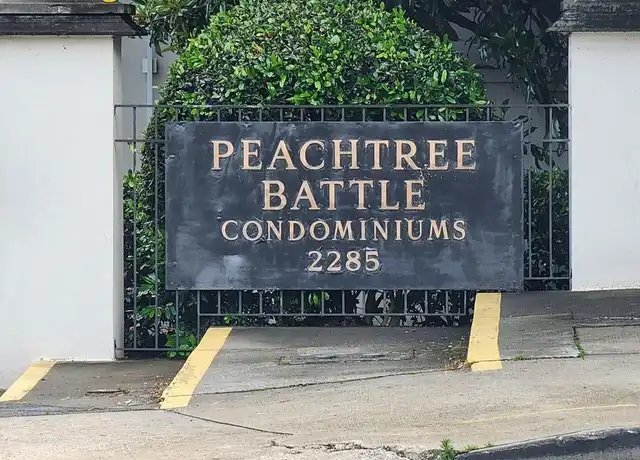 PEACHTREE
BATTLE
CONDOMINIUMS
2285